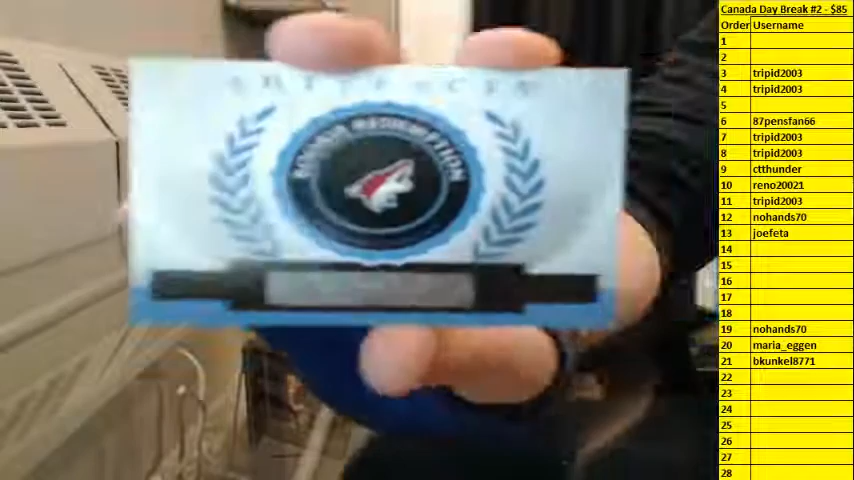 BONUS REDEMPTION
Canada Day Break #2 - $85
Order Username
1
2
3 tripid2003
4 tripid2003
5
6 87pensfan66
7 tripid2003
8 tripid2003
9 ctthunder
10 reno20021
11 tripid2003
12 nohands70
13 joefeta
14
15
16
17
18
19 nohands70
20 maria_eggen
21 bkunkel8771
22
23
24
25
26
27
28